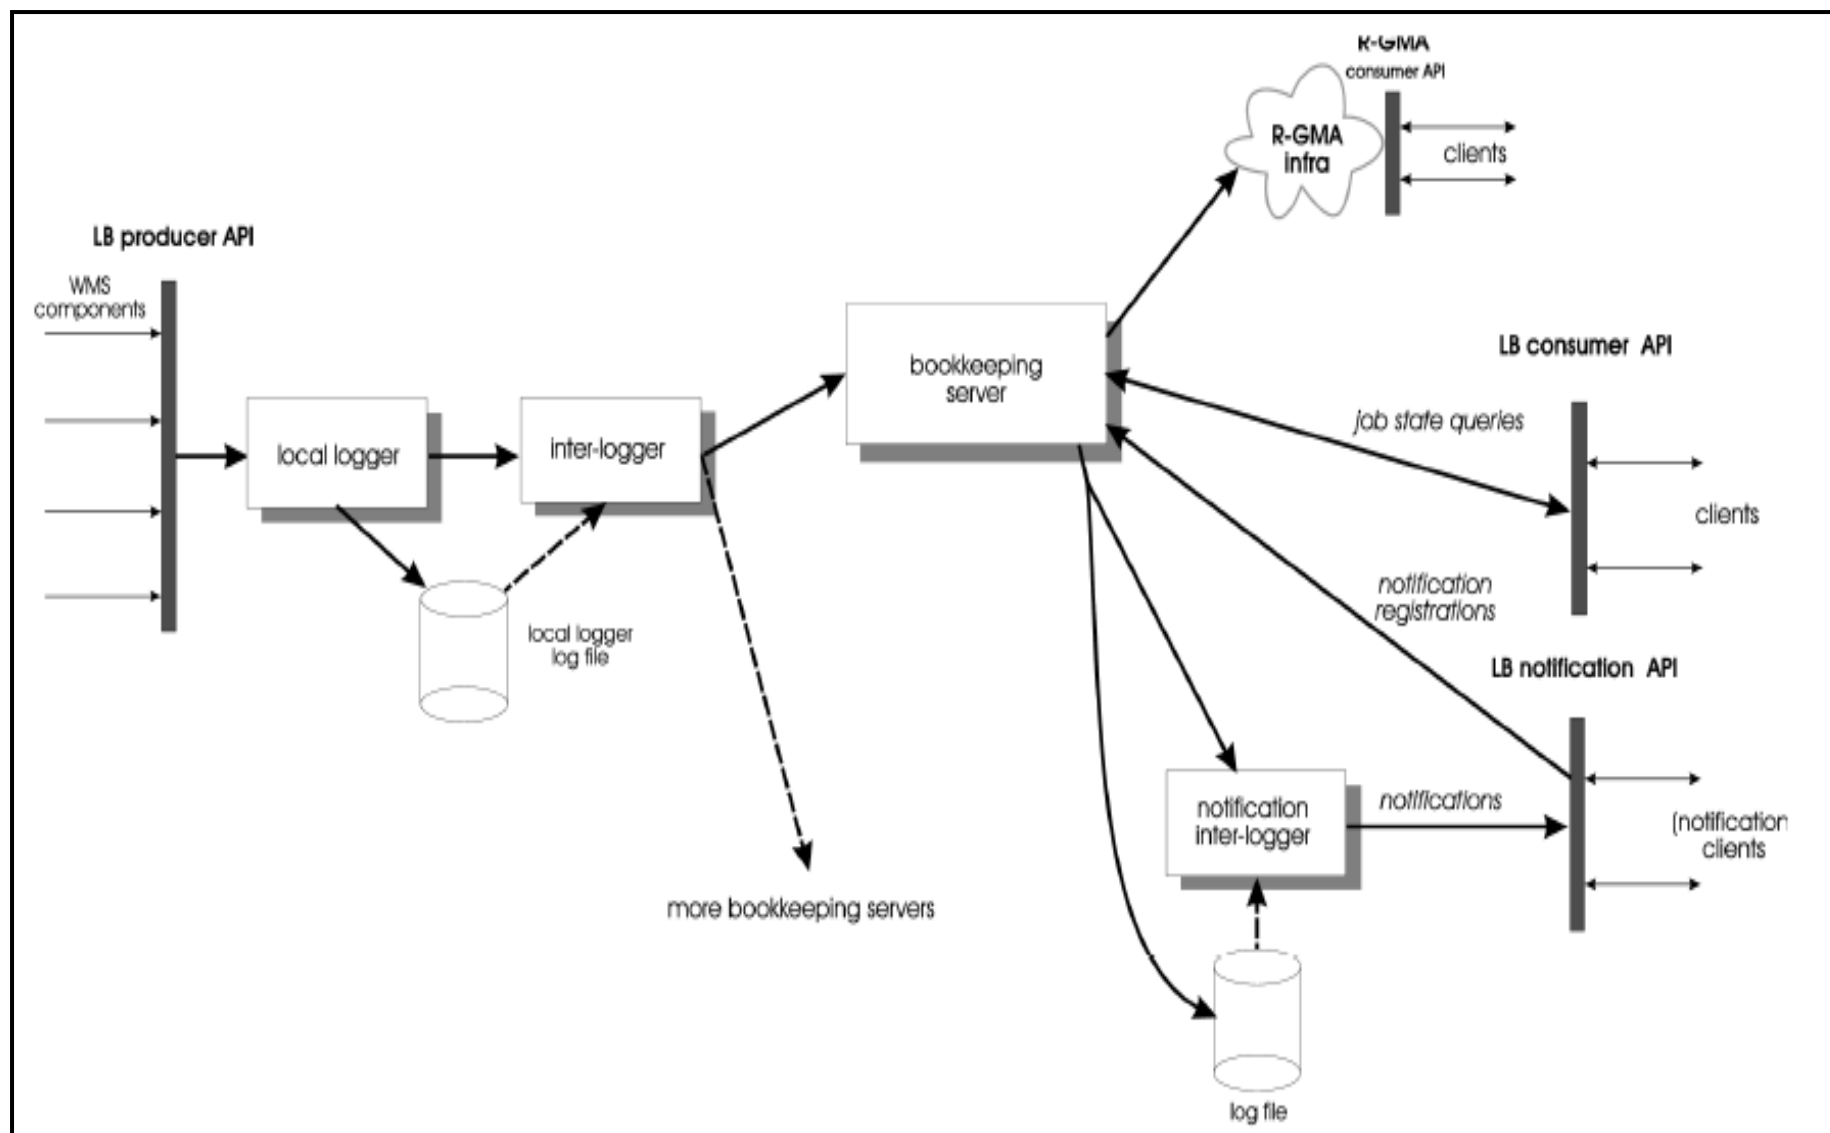 R-GMA
consumer API
R-GMA
infra
clients
LB producer API
WMS
components
local logger
inter-logger
bookkeeping
server
local logger
log file
more bookkeeping servers
LB consumer API
job state queries
clients
notification
registrations
LB notification API
notification
inter-logger
notifications
(notification
clients
log file